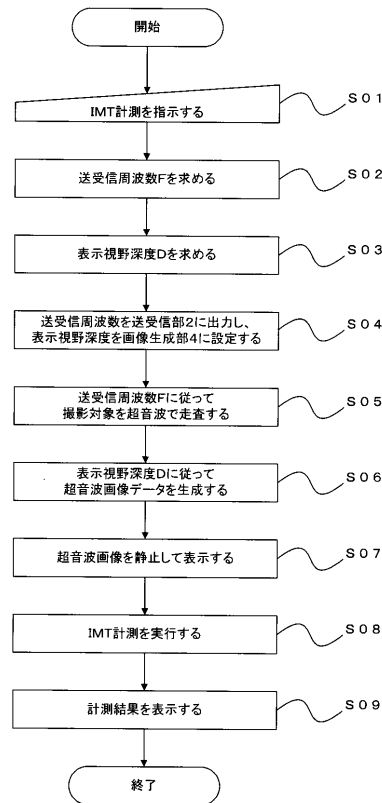 開始
IMT計測を指示する
S01
送受信周波数Fを求める
S02
表示視野深度Dを求める
S03
送受信周波数を送受信部2に出力し、
表示視野深度を画像生成部4に設定する
S04
送受信周波数Fに従って
撮影対象を超音波で走査する
S05
表示視野深度Dに従って
超音波画像データを生成する
S06
超音波画像を静止して表示する
S07
IMT計測を実行する
S08
計測結果を表示する
S09
終了